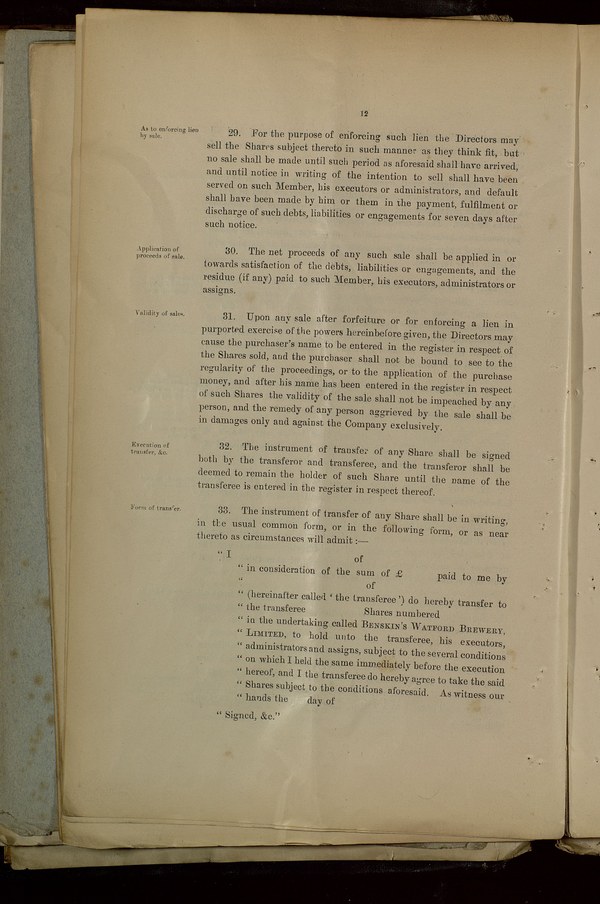 12
As to enforcing lien
by sale.
29. For the purpose of enforcing such lien the Directors may
sell the Shares subject thereto in such manner as they think fit, but
no sale shall be made until such period as aforesaid shall have arrived,
and until notice in writing of the intention to sell shall have been
served on such Member, his executors or administrators, and default
shall have been made by him or them in the payment, fulfilment or
discharge of such debts, liabilities or engagements for seven days after
such notice.
Application of
proceeds of sale.
30. The net proceeds of any such sale shall be applied in or
towards satisfaction of the debts, liabilities or engagements, and the
residue (if any) paid to such Member, his executors, administrators or
assigns.
Validity of sales.
31. Upon any sale after forfeiture or for enforcing a lien in
purported exercise of the powers hereinbefore given, the Directors may
cause the purchaser's name to be entered in the register in respect of
the Shares sold, and the purchaser shall not be bound to see to the
regularity of the proceedings, or to the application of the purchase
money, and after his name has been entered in the register in respect
of such Shares the validity of the sale shall not be impeached by any
person, and the remedy of any person aggrieved by the sale shall be
in damages only and against the Company exclusively.
Execution of
transfer, &c.
32. The instrument of transfer of any Share shall be signed
both by the transferor and transferee, and the transferor shall be
deemed to remain the holder of such Share until the name of the
transferee is entered in the register in respect thereof.
Form of transfer.
33. The instrument of transfer of any Share shall be in writing,
in the usual common form, or in the following form, or as near
thereto as circumstances will admit :—
“ I of
“ in consideration of the sum of £ paid to me by
“ of
“ (hereinafter called ‘ the transferee ’) do hereby transfer to
“ the transferee Shares numbered
“ in the undertaking called BENSKIN'S WATFORD BREWERY,
“ LIMITED, to hold unto the transferee, his executors,
“ administrators and assigns, subject to the several conditions
“ on which I held the same immediately before the execution
“ hereof, and I the transferee do hereby agree to take the said
“ Shares subject to the conditions aforesaid. As witness our
“ hands the day of
“ Signed, &c.”